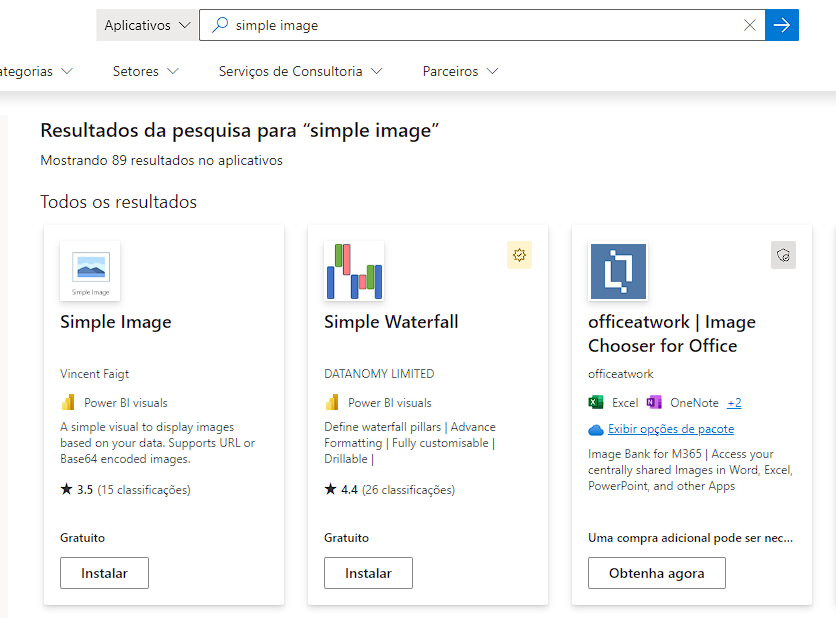 Aplicativos
simple image
ategorias
Setores
Serviços de Consultoria
Parceiros
Resultados da pesquisa para “simple image”
Mostrando 89 resultados no aplicativos
Todos os resultados
Simple Image
Simple Image
Vincent Faigt
Power BI visuals
A simple visual to display images
based on your data. Supports URL or
Base64 encoded images.
★ 3.5 (15 classificações)
Gratuito
Instalar
Simple Waterfall
DATANOMY LIMITED
Power BI visuals
Define waterfall pillars | Advance
Formatting | Fully customisable |
Drillable |
★ 4.4 (26 classificações)
Gratuito
Instalar
officeatwork | Image
Chooser for Office
officeatwork
Excel OneNote +2
Exibir opções de pacote
Image Bank for M365 | Access your
centrally shared Images in Word, Excel,
PowerPoint, and other Apps
Uma compra adicional pode ser nec...
Obtenha agora